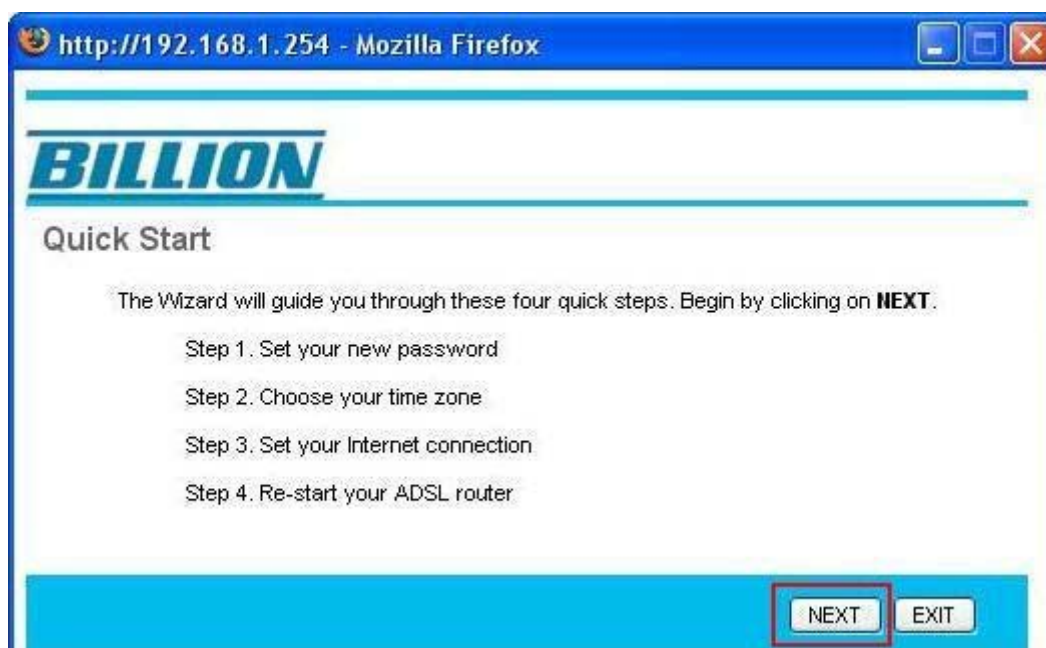 http://192.168.1.254 - Mozilla Firefox
BILLION
Quick Start
The Wizard will guide you through these four quick steps. Begin by clicking on NEXT.
Step 1. Set your new password
Step 2. Choose your time zone
Step 3. Set your Internet connection
Step 4. Re-start your ADSL router
NEXT EXIT